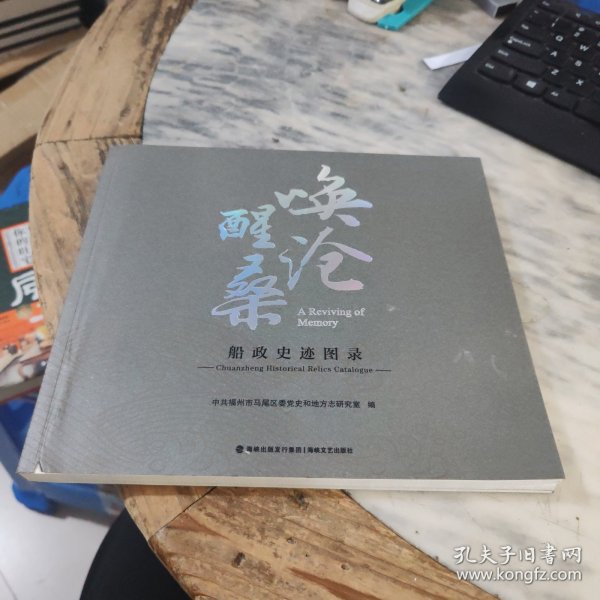 唤醒沧桑
A Reviving of
Memory
船政史迹图录
Chuanzheng Historical Relics Catalogue
中共福州市马尾区委党史和地方志研究室 编
海峡出版发行集团 | 海峡文艺出版社
孔夫子旧书网
www.kongfz.com